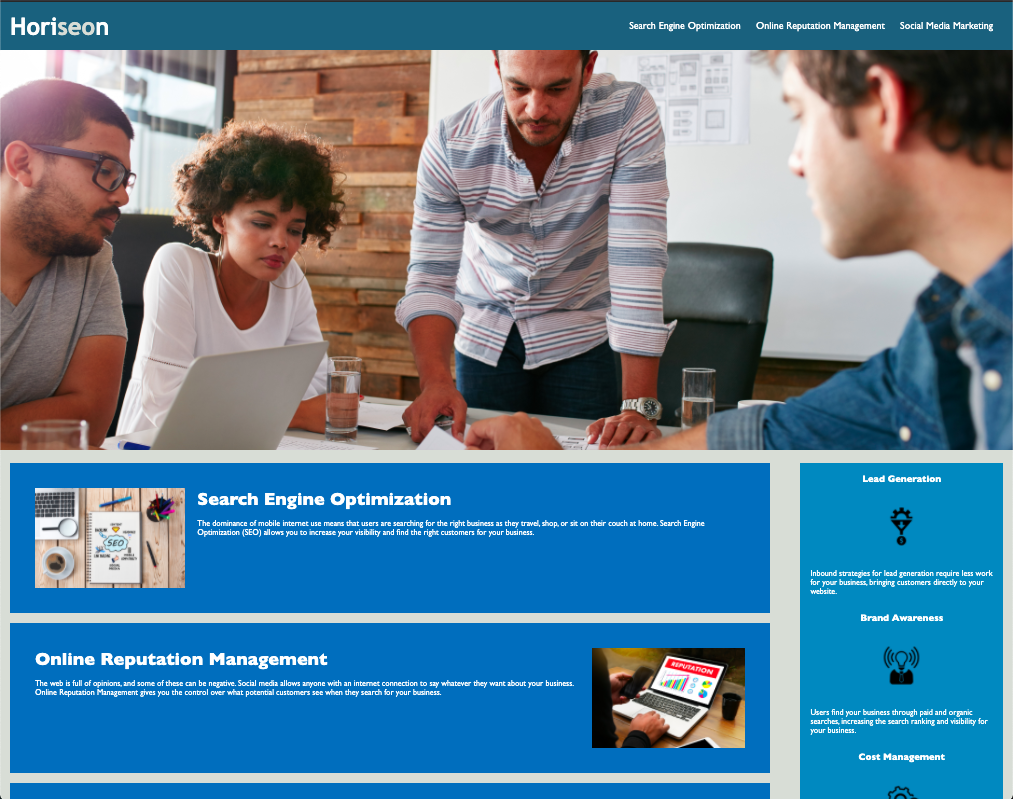 Horiseon
Search Engine Optimization Online Reputation Management Social Media Marketing
Search Engine Optimization
The dominance of mobile internet use means that users are searching for the right business as they travel, shop, or sit on their couch at home. Search Engine
Optimization (SEO) allows you to increase your visibility and find the right customers for your business.
SEO
Online Reputation Management
The web is full of opinions, and some of these can be negative. Social media allows anyone with an internet connection to say whatever they want about your business.
Online Reputation Management gives you the control over what potential customers see when they search for your business.
REPUTATION
Lead Generation
Inbound strategies for lead generation require less work
for your business, bringing customers directly to your
website.
Brand Awareness
Users find your business through paid and organic
searches, increasing the search ranking and visibility for
your business.
Cost Management